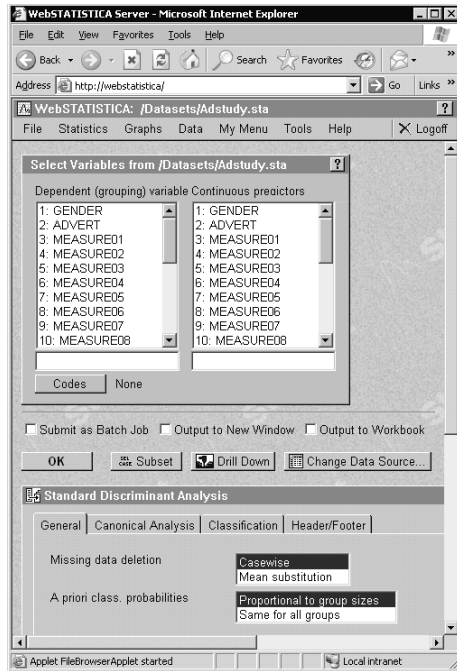 WebSTATISTICA Server - Microsoft Internet Explorer
File Edit View Favorites Tools Help
Back Search Favorites »
Address http://webstatistica/ Go Links »
WebSTATISTICA: /Datasets/Adstudy.sta ?
File Statistics Graphs Data My Menu Tools Help Logoff
Select Variables from /Datasets/Adstudy.sta ?
Dependent (grouping) variable Continuous predictors
1: GENDER 1: GENDER
2: ADVERT 2: ADVERT
3: MEASURE01 3: MEASURE01
4: MEASURE02 4: MEASURE02
5: MEASURE03 5: MEASURE03
6: MEASURE04 6: MEASURE04
7: MEASURE05 7: MEASURE05
8: MEASURE06 8: MEASURE06
9: MEASURE07 9: MEASURE07
10: MEASURE08 10: MEASURE08
Codes None
Submit as Batch Job Output to New Window Output to Workbook
OK SEL CASE Subset Drill Down Change Data Source...
Standard Discriminant Analysis
General Canonical Analysis Classification Header/Footer
Missing data deletion Casewise
Mean substitution
A priori class. probabilities Proportional to group sizes
Same for all groups
Applet FileBrowserApplet started Local intranet